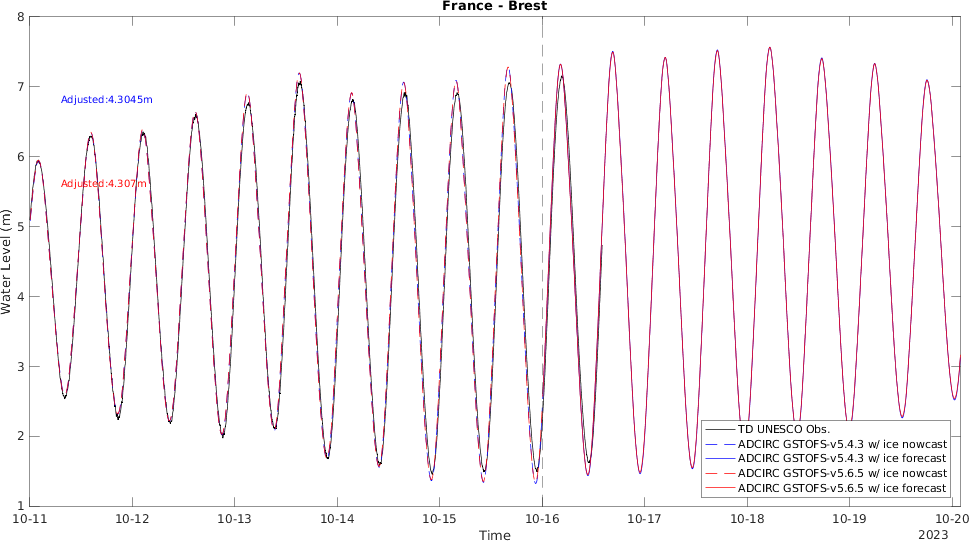 France - Brest
8
7
6
5
4
3
2
1
Water Level (m)
Adjusted:4.3045m
Adjusted:4.307m
TD UNESCO Obs.
ADCIRC GSTOFS-v5.4.3 w/ ice nowcast
ADCIRC GSTOFS-v5.4.3 w/ ice forecast
ADCIRC GSTOFS-v5.6.5 w/ ice nowcast
ADCIRC GSTOFS-v5.6.5 w/ ice forecast
10-11 10-12 10-13 10-14 10-15 10-16 10-17 10-18 10-19 10-20
Time
2023